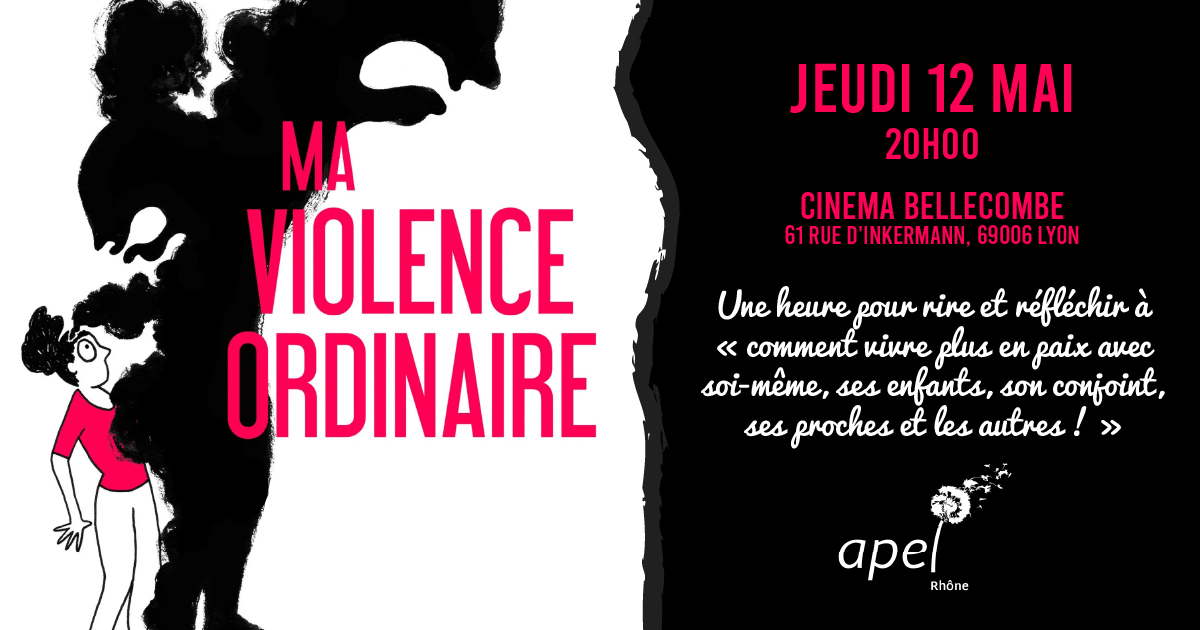 MA
VIOLENCE
ORDINAIRE
JEUDI 12 MAI
20H00
CINEMA BELLECOMBE
61 RUE D'INKERMANN, 69006 LYON
Une heure pour rire et réfléchir à
« comment vivre plus en paix avec
soi-même, ses enfants, son conjoint,
ses proches et les autres ! »
apel
Rhône